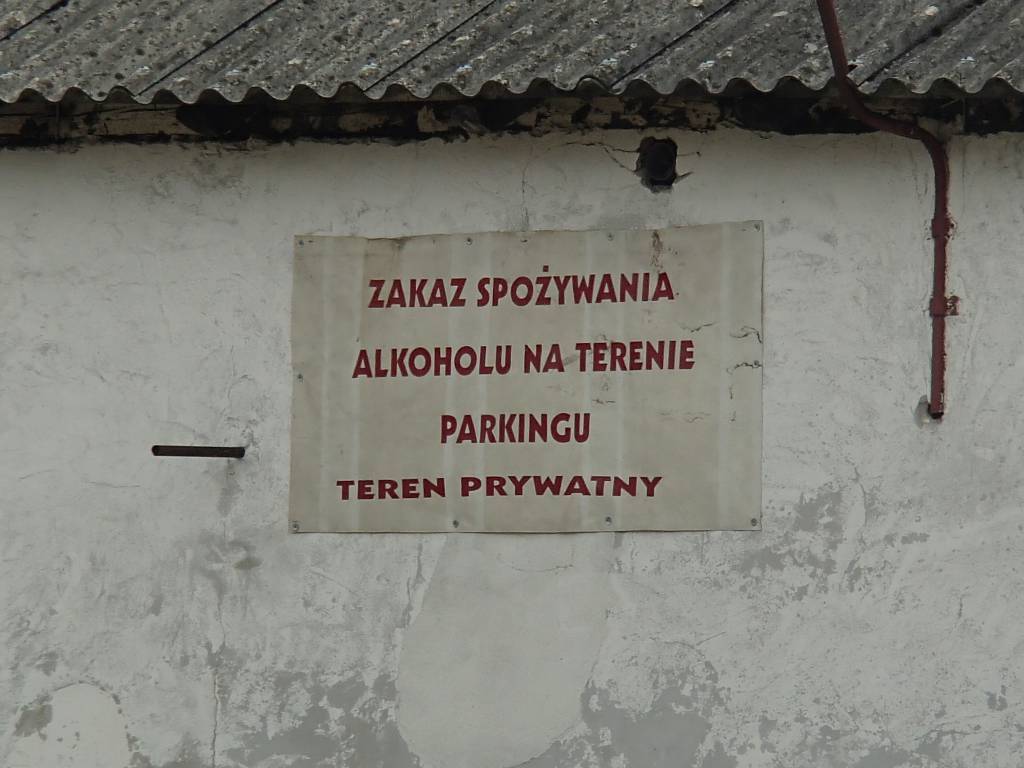 ZAKAZ SPOŻYWANIA
ALKOHOLU NA TERENIE
PARKINGU
TEREN PRYWATNY